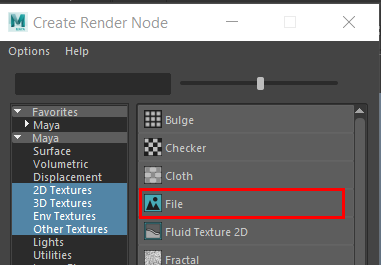 Create Render Node
Options Help
Favorites
Maya
Maya
Surface
Volumetric
Displacement
2D Textures
3D Textures
Env Textures
Other Textures
Lights
Utilities
Bulge
Checker
Cloth
File
Fluid Texture 2D
Fractal